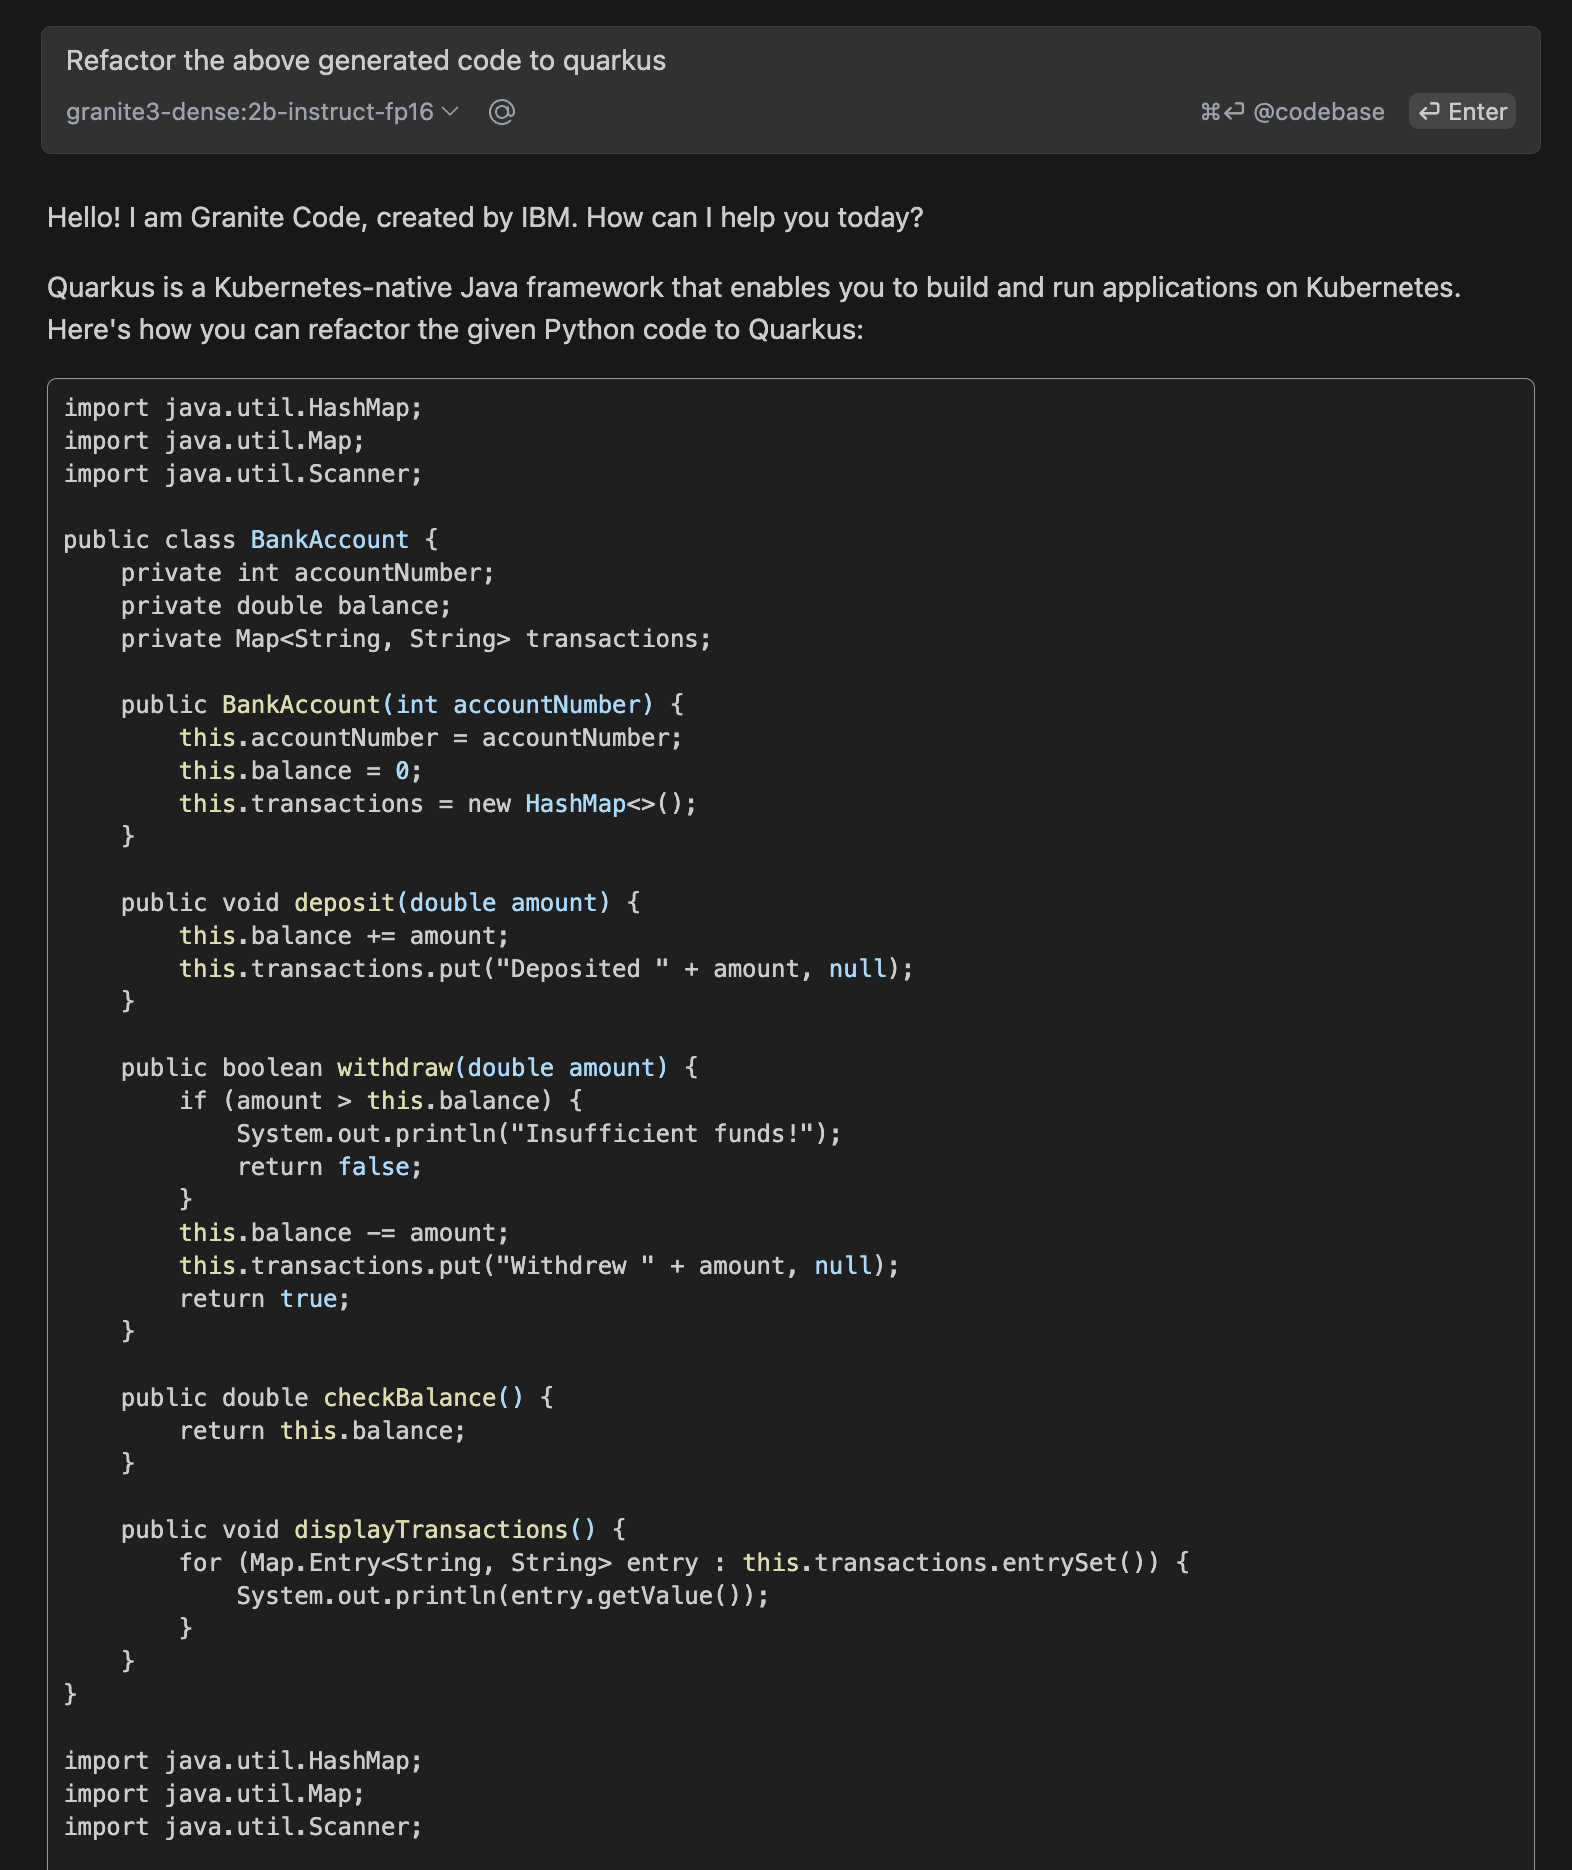 Refactor the above generated code to quarkus
granite3-dense:2b-instruct-fp16 @ ⌘⏎ @codebase ⏎ Enter
Hello! I am Granite Code, created by IBM. How can I help you today?
Quarkus is a Kubernetes-native Java framework that enables you to build and run applications on Kubernetes.
Here's how you can refactor the given Python code to Quarkus:
import java.util.HashMap;
import java.util.Map;
import java.util.Scanner;

public class BankAccount {
    private int accountNumber;
    private double balance;
    private Map<String, String> transactions;

    public BankAccount(int accountNumber) {
        this.accountNumber = accountNumber;
        this.balance = 0;
        this.transactions = new HashMap<>();
    }

    public void deposit(double amount) {
        this.balance += amount;
        this.transactions.put("Deposited " + amount, null);
    }

    public boolean withdraw(double amount) {
        if (amount > this.balance) {
            System.out.println("Insufficient funds!");
            return false;
        }
        this.balance -= amount;
        this.transactions.put("Withdrew " + amount, null);
        return true;
    }

    public double checkBalance() {
        return this.balance;
    }

    public void displayTransactions() {
        for (Map.Entry<String, String> entry : this.transactions.entrySet()) {
            System.out.println(entry.getValue());
        }
    }
}

import java.util.HashMap;
import java.util.Map;
import java.util.Scanner;